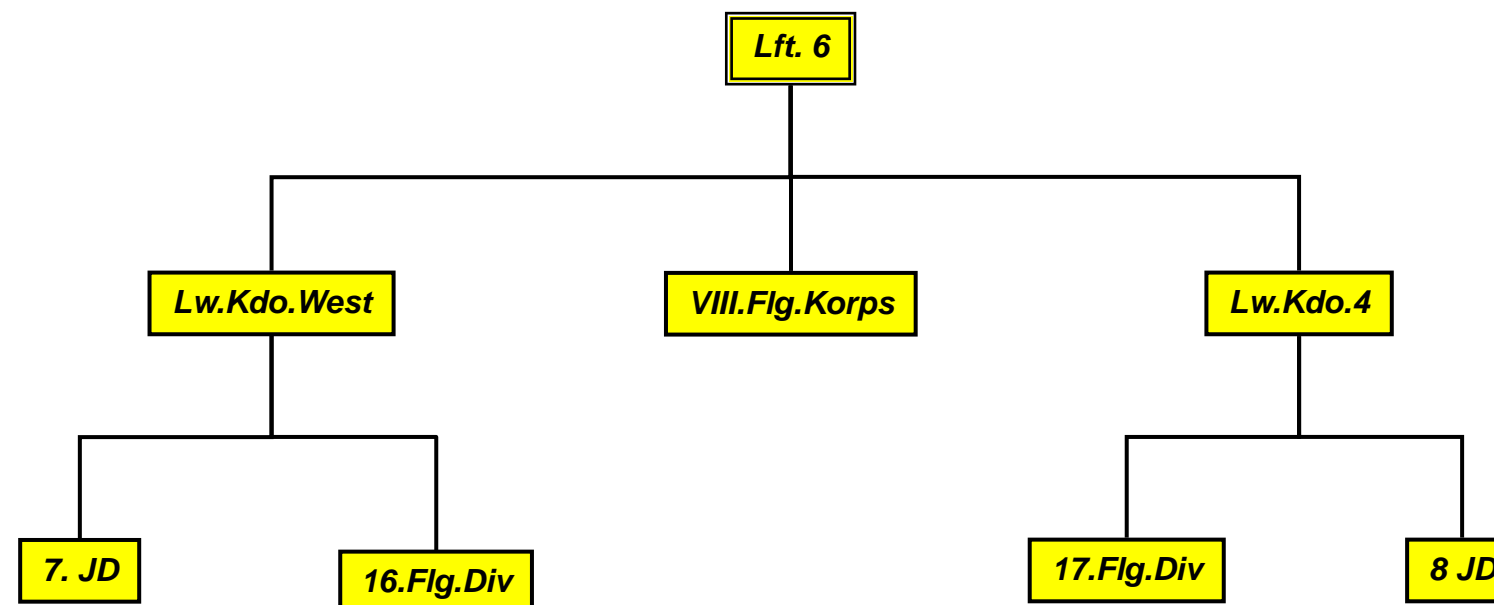 Lft. 6
Lw.Kdo.West
VIII.Flg.Korps
Lw.Kdo.4
7. JD
16.Flg.Div
17.Flg.Div
8 JD